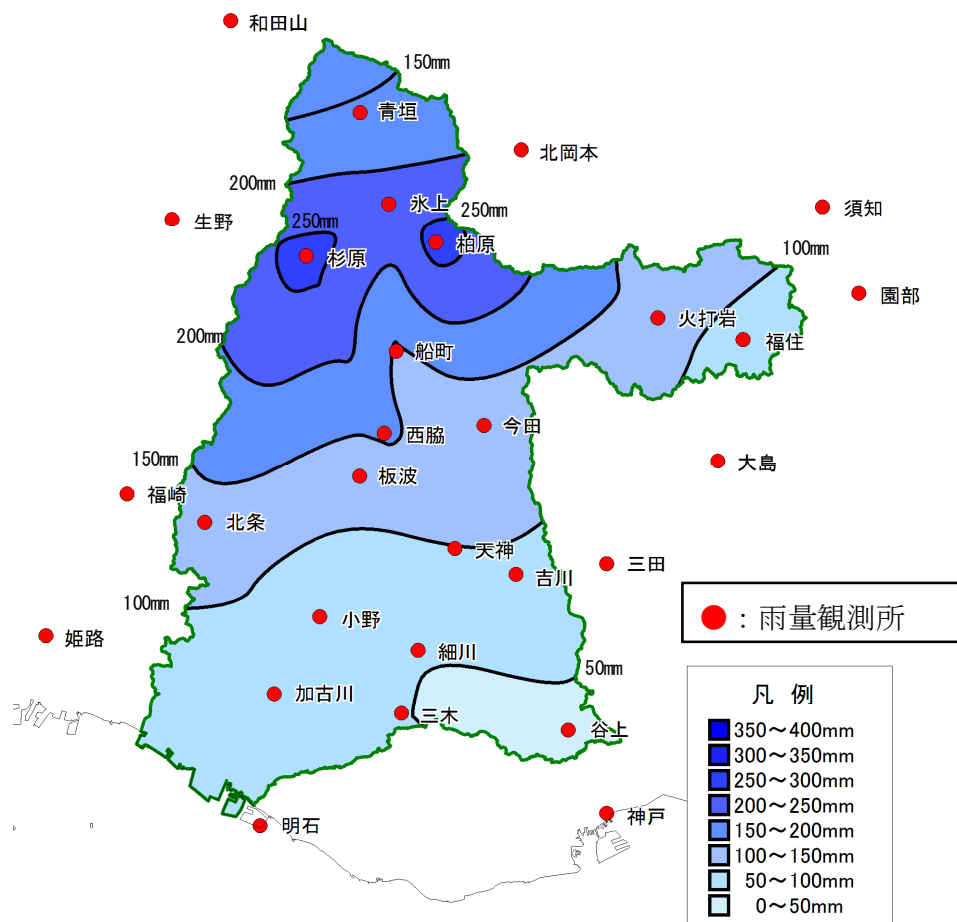 和田山
150mm
青垣
北岡本
200mm
氷上
須知
生野
250mm
250mm
柏原
杉原
100mm
園部
火打岩
200mm
福住
船町
今田
西脇
大島
150mm
板波
福崎
北条
天神
三田
吉川
100mm
小野
●：雨量観測所
姫路
細川
50mm
加古川
三木
谷上
凡 例
350～400mm
300～350mm
250～300mm
200～250mm
150～200mm
100～150mm
50～100mm
0～50mm
神戸
明石